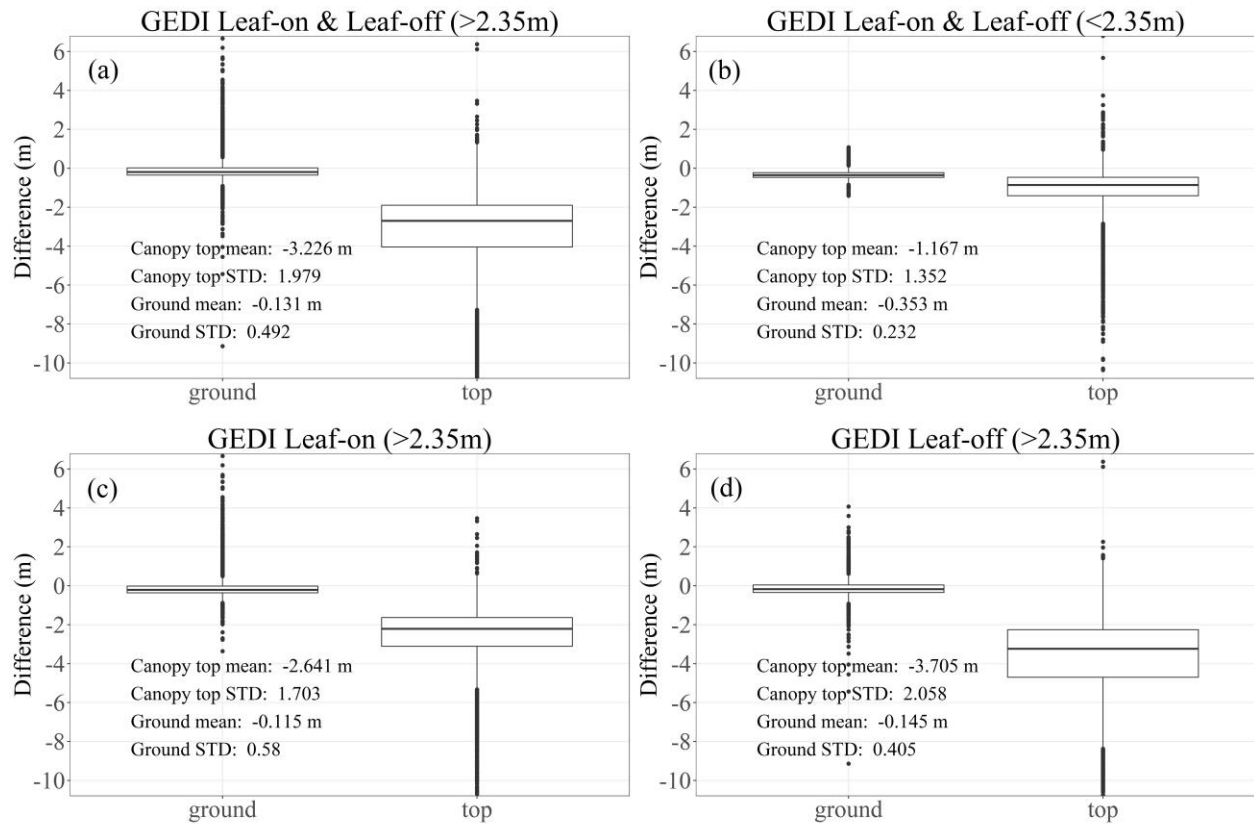 GEDI Leaf-on & Leaf-off (>2.35m)
(a)
Difference (m)
6
4
2
0
-2
-4
-6
-8
-10
Canopy top mean: -3.226 m
Canopy top STD: 1.979
Ground mean: -0.131 m
Ground STD: 0.492
ground top
GEDI Leaf-on & Leaf-off (<2.35m)
(b)
Difference (m)
6
4
2
0
-2
-4
-6
-8
-10
Canopy top mean: -1.167 m
Canopy top STD: 1.352
Ground mean: -0.353 m
Ground STD: 0.232
ground top
GEDI Leaf-on (>2.35m)
(c)
Difference (m)
6
4
2
0
-2
-4
-6
-8
-10
Canopy top mean: -2.641 m
Canopy top STD: 1.703
Ground mean: -0.115 m
Ground STD: 0.58
ground top
GEDI Leaf-off (>2.35m)
(d)
Difference (m)
6
4
2
0
-2
-4
-6
-8
-10
Canopy top mean: -3.705 m
Canopy top STD: 2.058
Ground mean: -0.145 m
Ground STD: 0.405
ground top